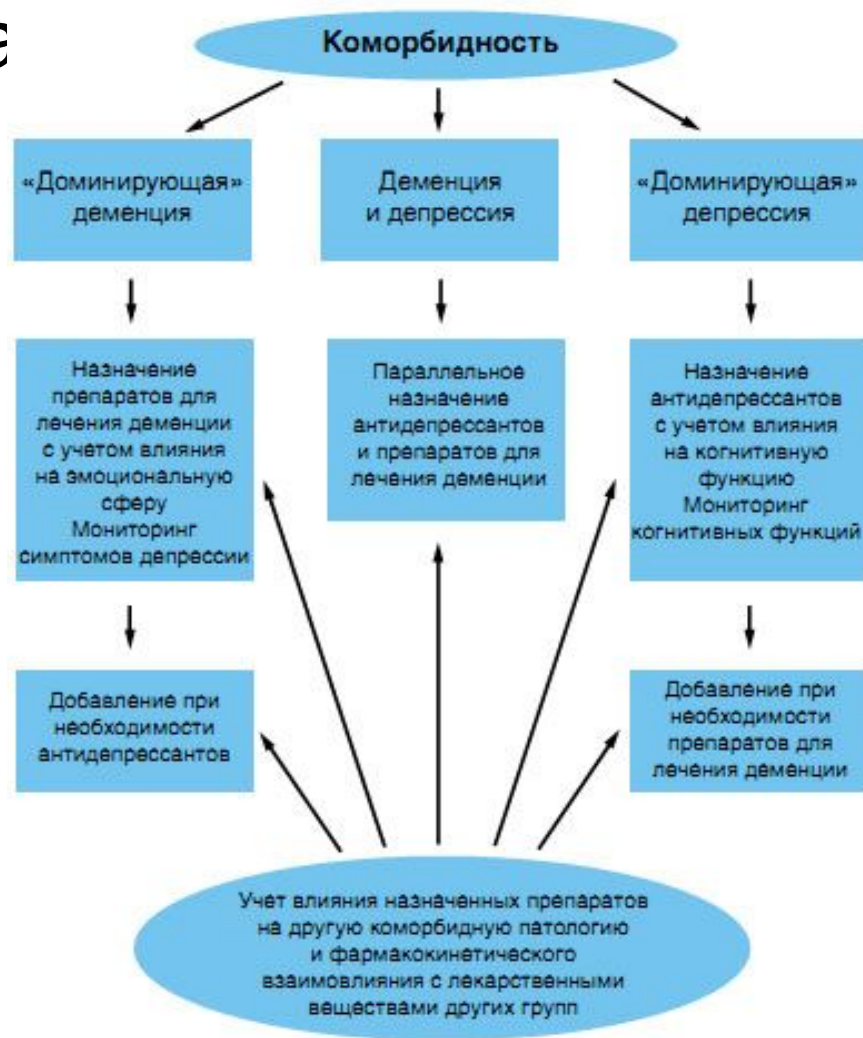 Коморбидность
«Доминирующая»
деменция
Деменция
и депрессия
«Доминирующая»
депрессия
Назначение
препаратов для
лечения деменции
с учетом влияния
на эмоциональную
сферу
Мониторинг
симптомов депрессии
Параллельное
назначение
антидепрессантов
и препаратов для
лечения деменции
Назначение
антидепрессантов
с учетом влияния
на когнитивную
функцию
Мониторинг
когнитивных функций
Добавление при
необходимости
антидепрессантов
Добавление при
необходимости
препаратов для
лечения деменции
Учет влияния назначенных препаратов
на другую коморбидную патологию
и фармакокинетического
взаимовлияния с лекарственными
веществами других групп